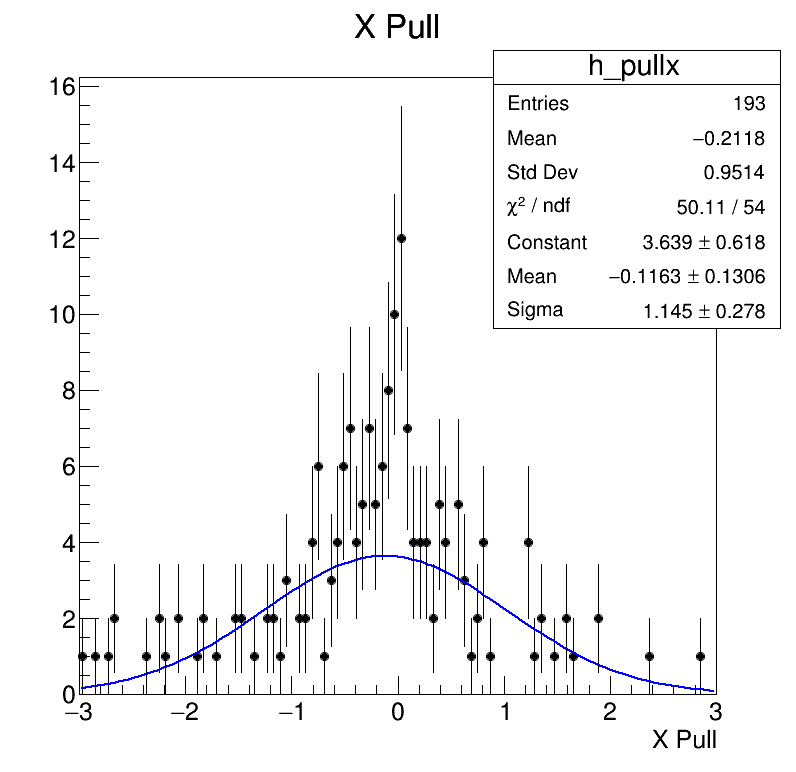 X Pull
h_pullx
Entries 193
Mean −0.2118
Std Dev 0.9514
χ² / ndf 50.11 / 54
Constant 3.639 ± 0.618
Mean −0.1163 ± 0.1306
Sigma 1.145 ± 0.278
16
14
12
10
8
6
4
2
0
−3 −2 −1 0 1 2 3
X Pull